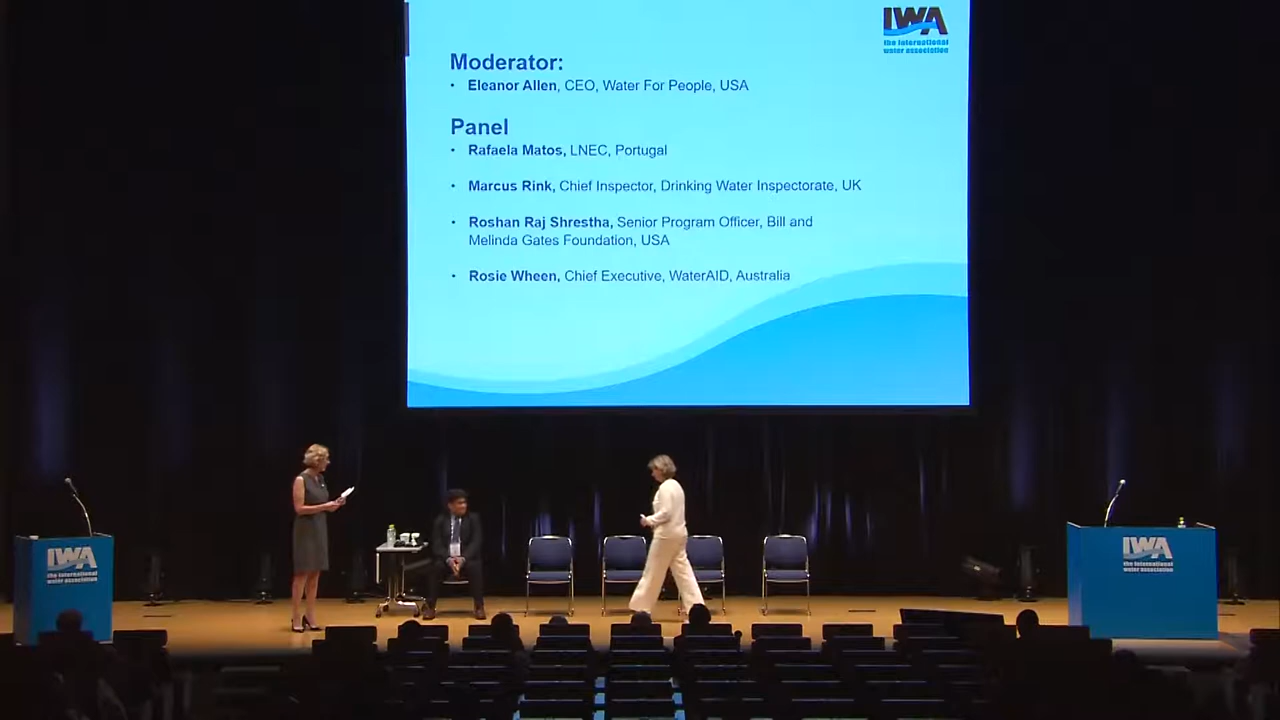 IWA
the international
water association
Moderator:
• Eleanor Allen, CEO, Water For People, USA
Panel
• Rafaela Matos, LNEC, Portugal
• Marcus Rink, Chief Inspector, Drinking Water Inspectorate, UK
• Roshan Raj Shrestha, Senior Program Officer, Bill and
Melinda Gates Foundation, USA
• Rosie Wheen, Chief Executive, WaterAID, Australia
IWA
the international
water association
IWA
the international
water association